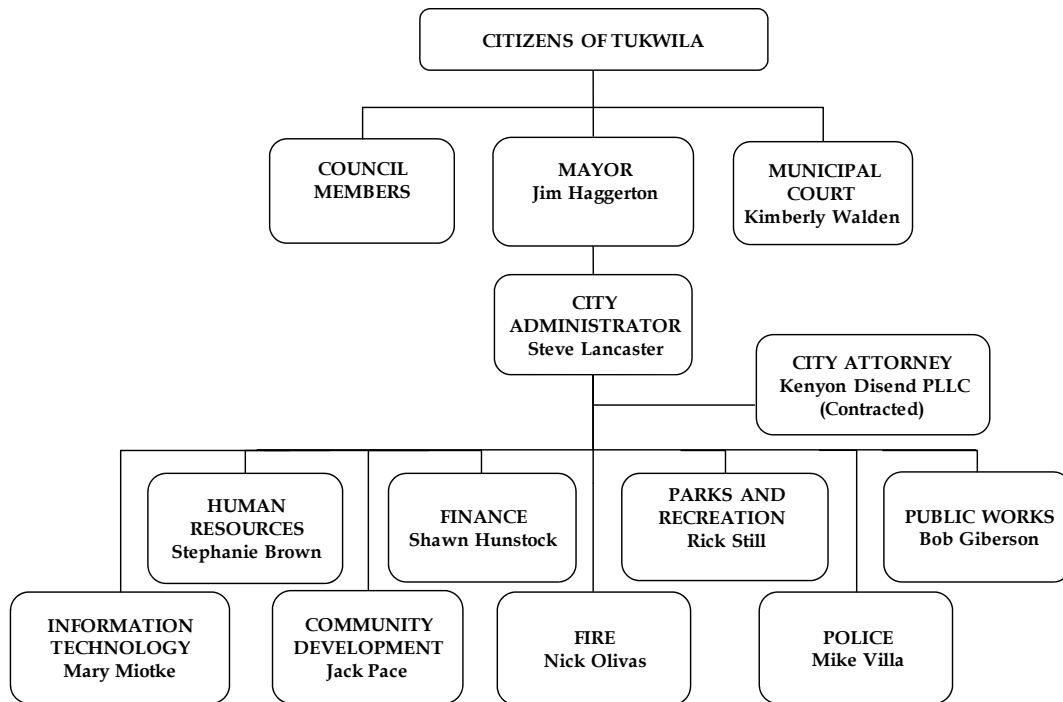 CITIZENS OF TUKWILA
COUNCIL
MEMBERS
MAYOR
Jim Haggerton
MUNICIPAL
COURT
Kimberly Walden
CITY
ADMINISTRATOR
Steve Lancaster
CITY ATTORNEY
Kenyon Disend PLLC
(Contracted)
HUMAN
RESOURCES
Stephanie Brown
FINANCE
Shawn Hunstock
PARKS AND
RECREATION
Rick Still
PUBLIC WORKS
Bob Giberson
INFORMATION
TECHNOLOGY
Mary Miotke
COMMUNITY
DEVELOPMENT
Jack Pace
FIRE
Nick Olivas
POLICE
Mike Villa